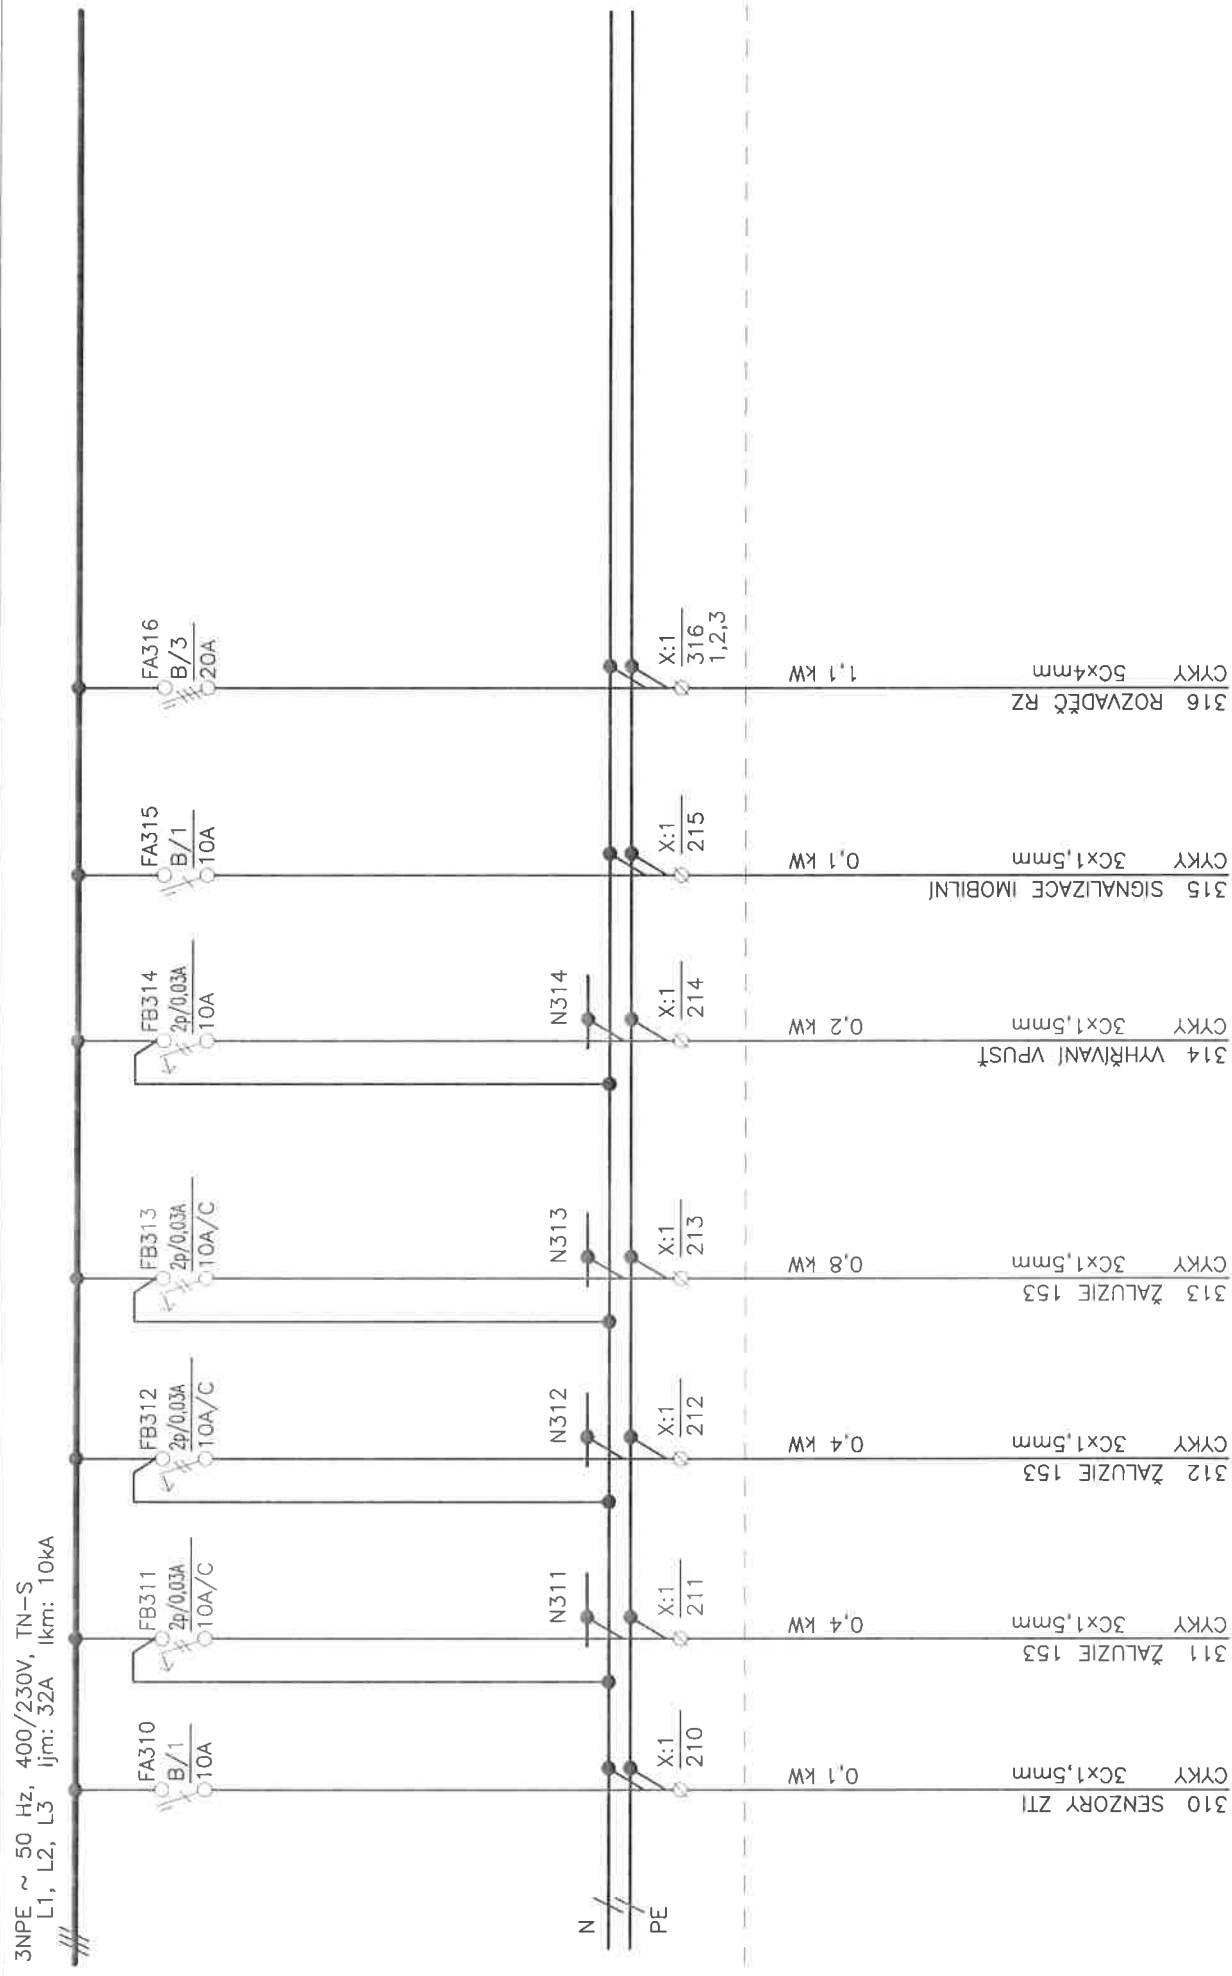 3NPE ~ 50 Hz, 400/230V, TN-S
L1, L2, L3 Ijm: 32A Ikm: 10kA
FA310
B/1
10A
FB311
2p/0,03A
10A/C
FB312
2p/0,03A
10A/C
FB313
2p/0,03A
10A/C
FB314
2p/0,03A
10A
FA315
B/1
10A
FA316
B/3
20A
N
PE
N311
N312
N313
N314
X:1
210
X:1
211
X:1
212
X:1
213
X:1
214
X:1
215
X:1
316
1,2,3
310 SENZORY ZTI
CYKY 3Cx1,5mm 0,1 kW
311 ŽALUZIE 153
CYKY 3Cx1,5mm 0,4 kW
312 ŽALUZIE 153
CYKY 3Cx1,5mm 0,4 kW
313 ŽALUZIE 153
CYKY 3Cx1,5mm 0,8 kW
314 VYHŘÍVANÍ VPUSŤ
CYKY 3Cx1,5mm 0,2 kW
315 SIGNALIZACE IMOBILNÍ
CYKY 3Cx1,5mm 0,1 kW
316 ROZVADĚČ RZ
CYKY 5Cx4mm 1,1 kW